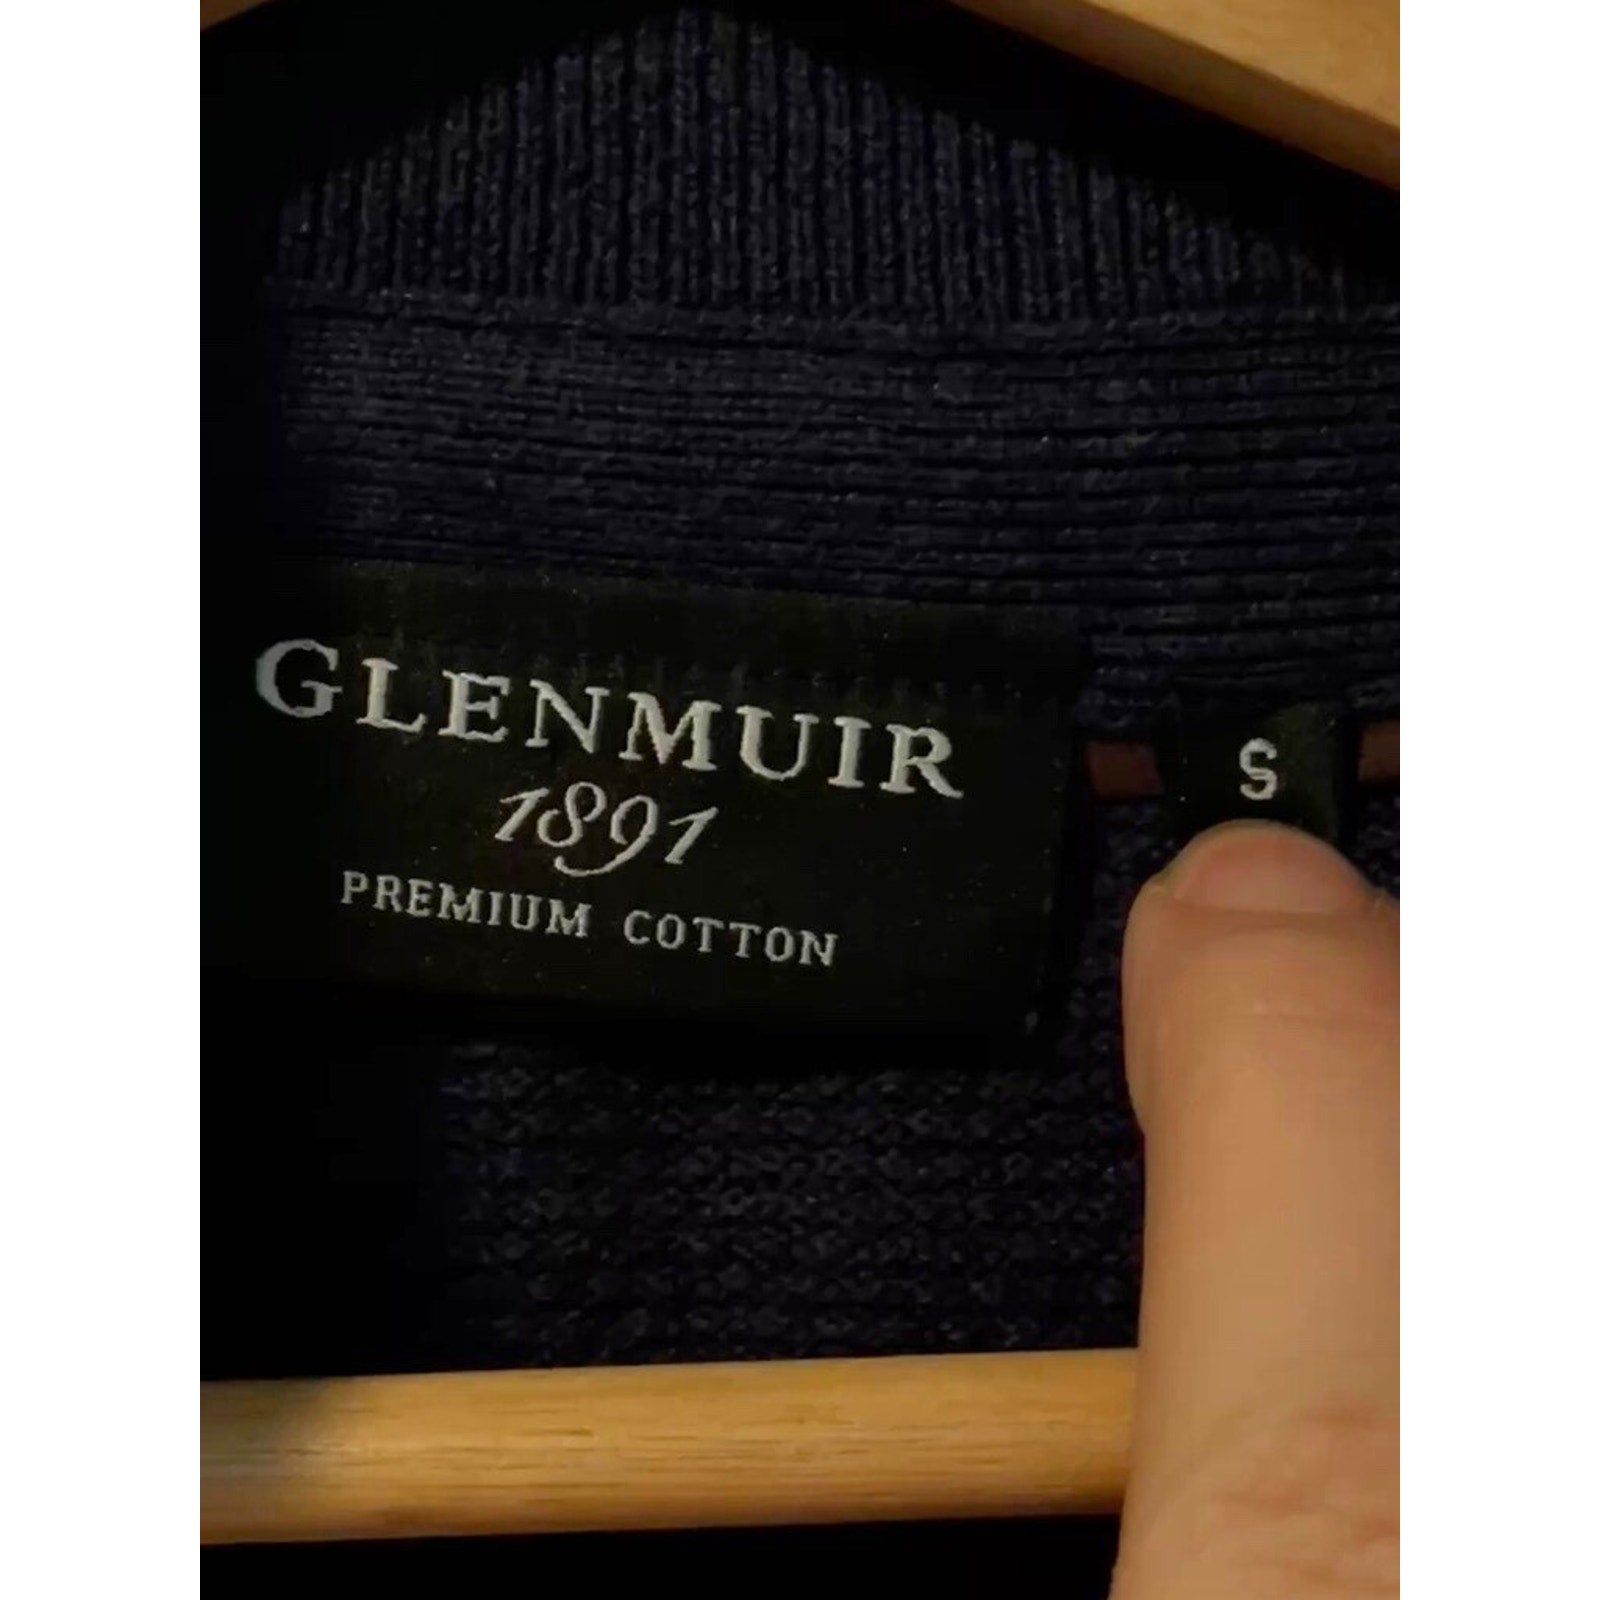 GLENMUIR
1891
PREMIUM COTTON
S